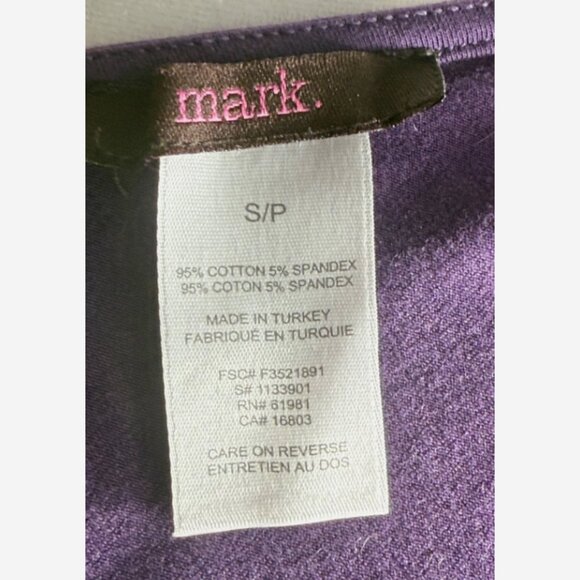 mark.
S/P
95% COTTON 5% SPANDEX
95% COTON 5% SPANDEX
MADE IN TURKEY
FABRIQUÉ EN TURQUIE
FSC# F3521891
S# 1133901
RN# 61981
CA# 16803
CARE ON REVERSE
ENTRETIEN AU DOS